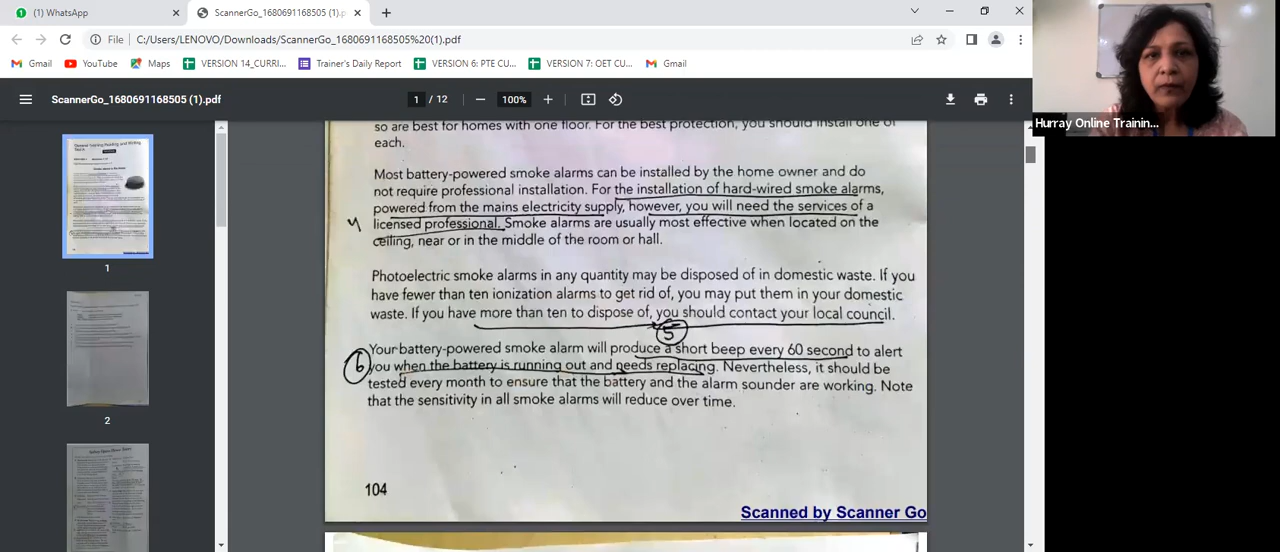 (1) WhatsApp
ScannerGo_1680691168505 (1).p
File C:/Users/LENOVO/Downloads/ScannerGo_1680691168505%20(1).pdf
Gmail YouTube Maps VERSION 14_CURRI... Trainer's Daily Report VERSION 6: PTE CU... VERSION 7: OET CU... Gmail
ScannerGo_1680691168505 (1).pdf 1 / 12 100%
Hurray Online Trainin...
so are best for homes with one floor. For the best protection, you should install one of
each.
Most battery-powered smoke alarms can be installed by the home owner and do
not require professional installation. For the installation of hard-wired smoke alarms,
powered from the mains electricity supply, however, you will need the services of a
4 licensed professional. Smoke alarms are usually most effective when located on the
ceiling, near or in the middle of the room or hall.
Photoelectric smoke alarms in any quantity may be disposed of in domestic waste. If you
have fewer than ten ionization alarms to get rid of, you may put them in your domestic
waste. If you have more than ten to dispose of, you should contact your local council.
5
Your battery-powered smoke alarm will produce a short beep every 60 second to alert
6 you when the battery is running out and needs replacing. Nevertheless, it should be
tested every month to ensure that the battery and the alarm sounder are working. Note
that the sensitivity in all smoke alarms will reduce over time.
104
Scanned by Scanner Go
General Training Reading and Writing
Test A
1
2